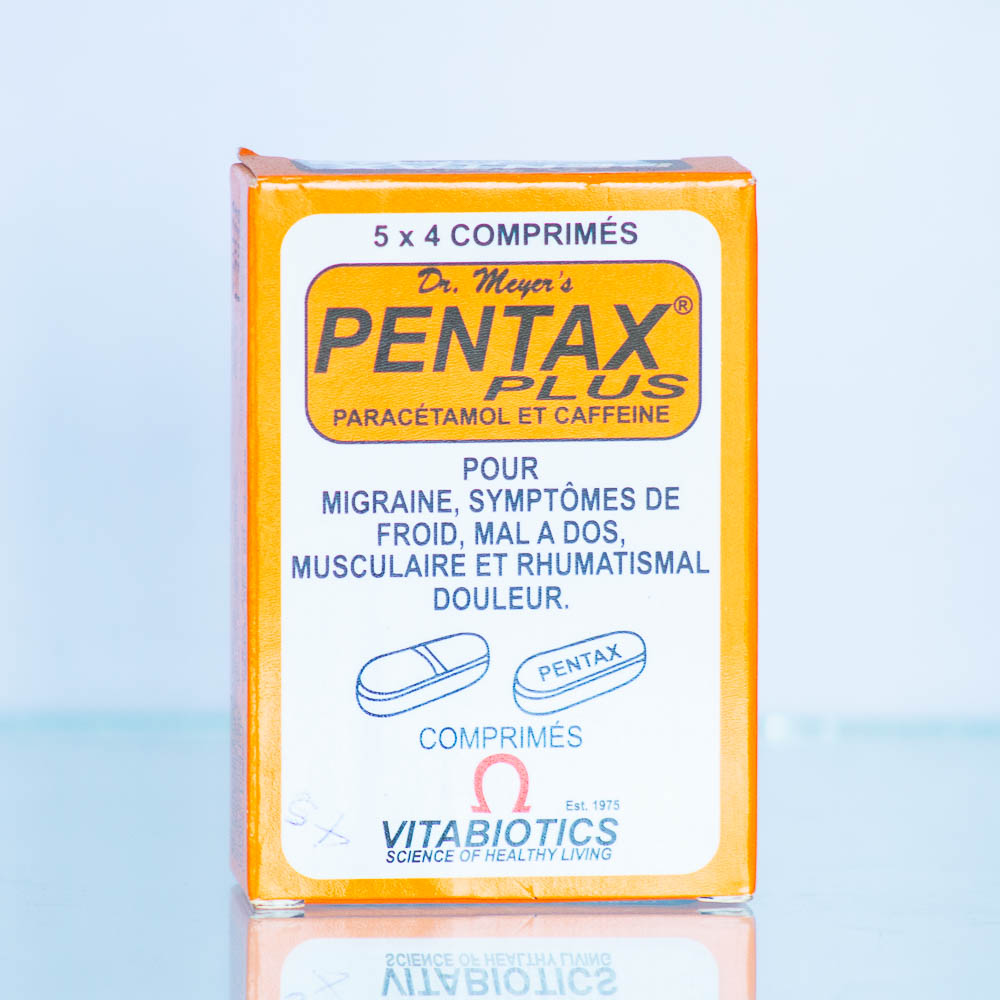 5 x 4 COMPRIMÉS
Dr. Meyer's
PENTAX®
PLUS
PARACÉTAMOL ET CAFFEINE
POUR
MIGRAINE, SYMPTÔMES DE
FROID, MAL A DOS,
MUSCULAIRE ET RHUMATISMAL
DOULEUR.
PENTAX
COMPRIMÉS
Est. 1975
VITABIOTICS
SCIENCE OF HEALTHY LIVING